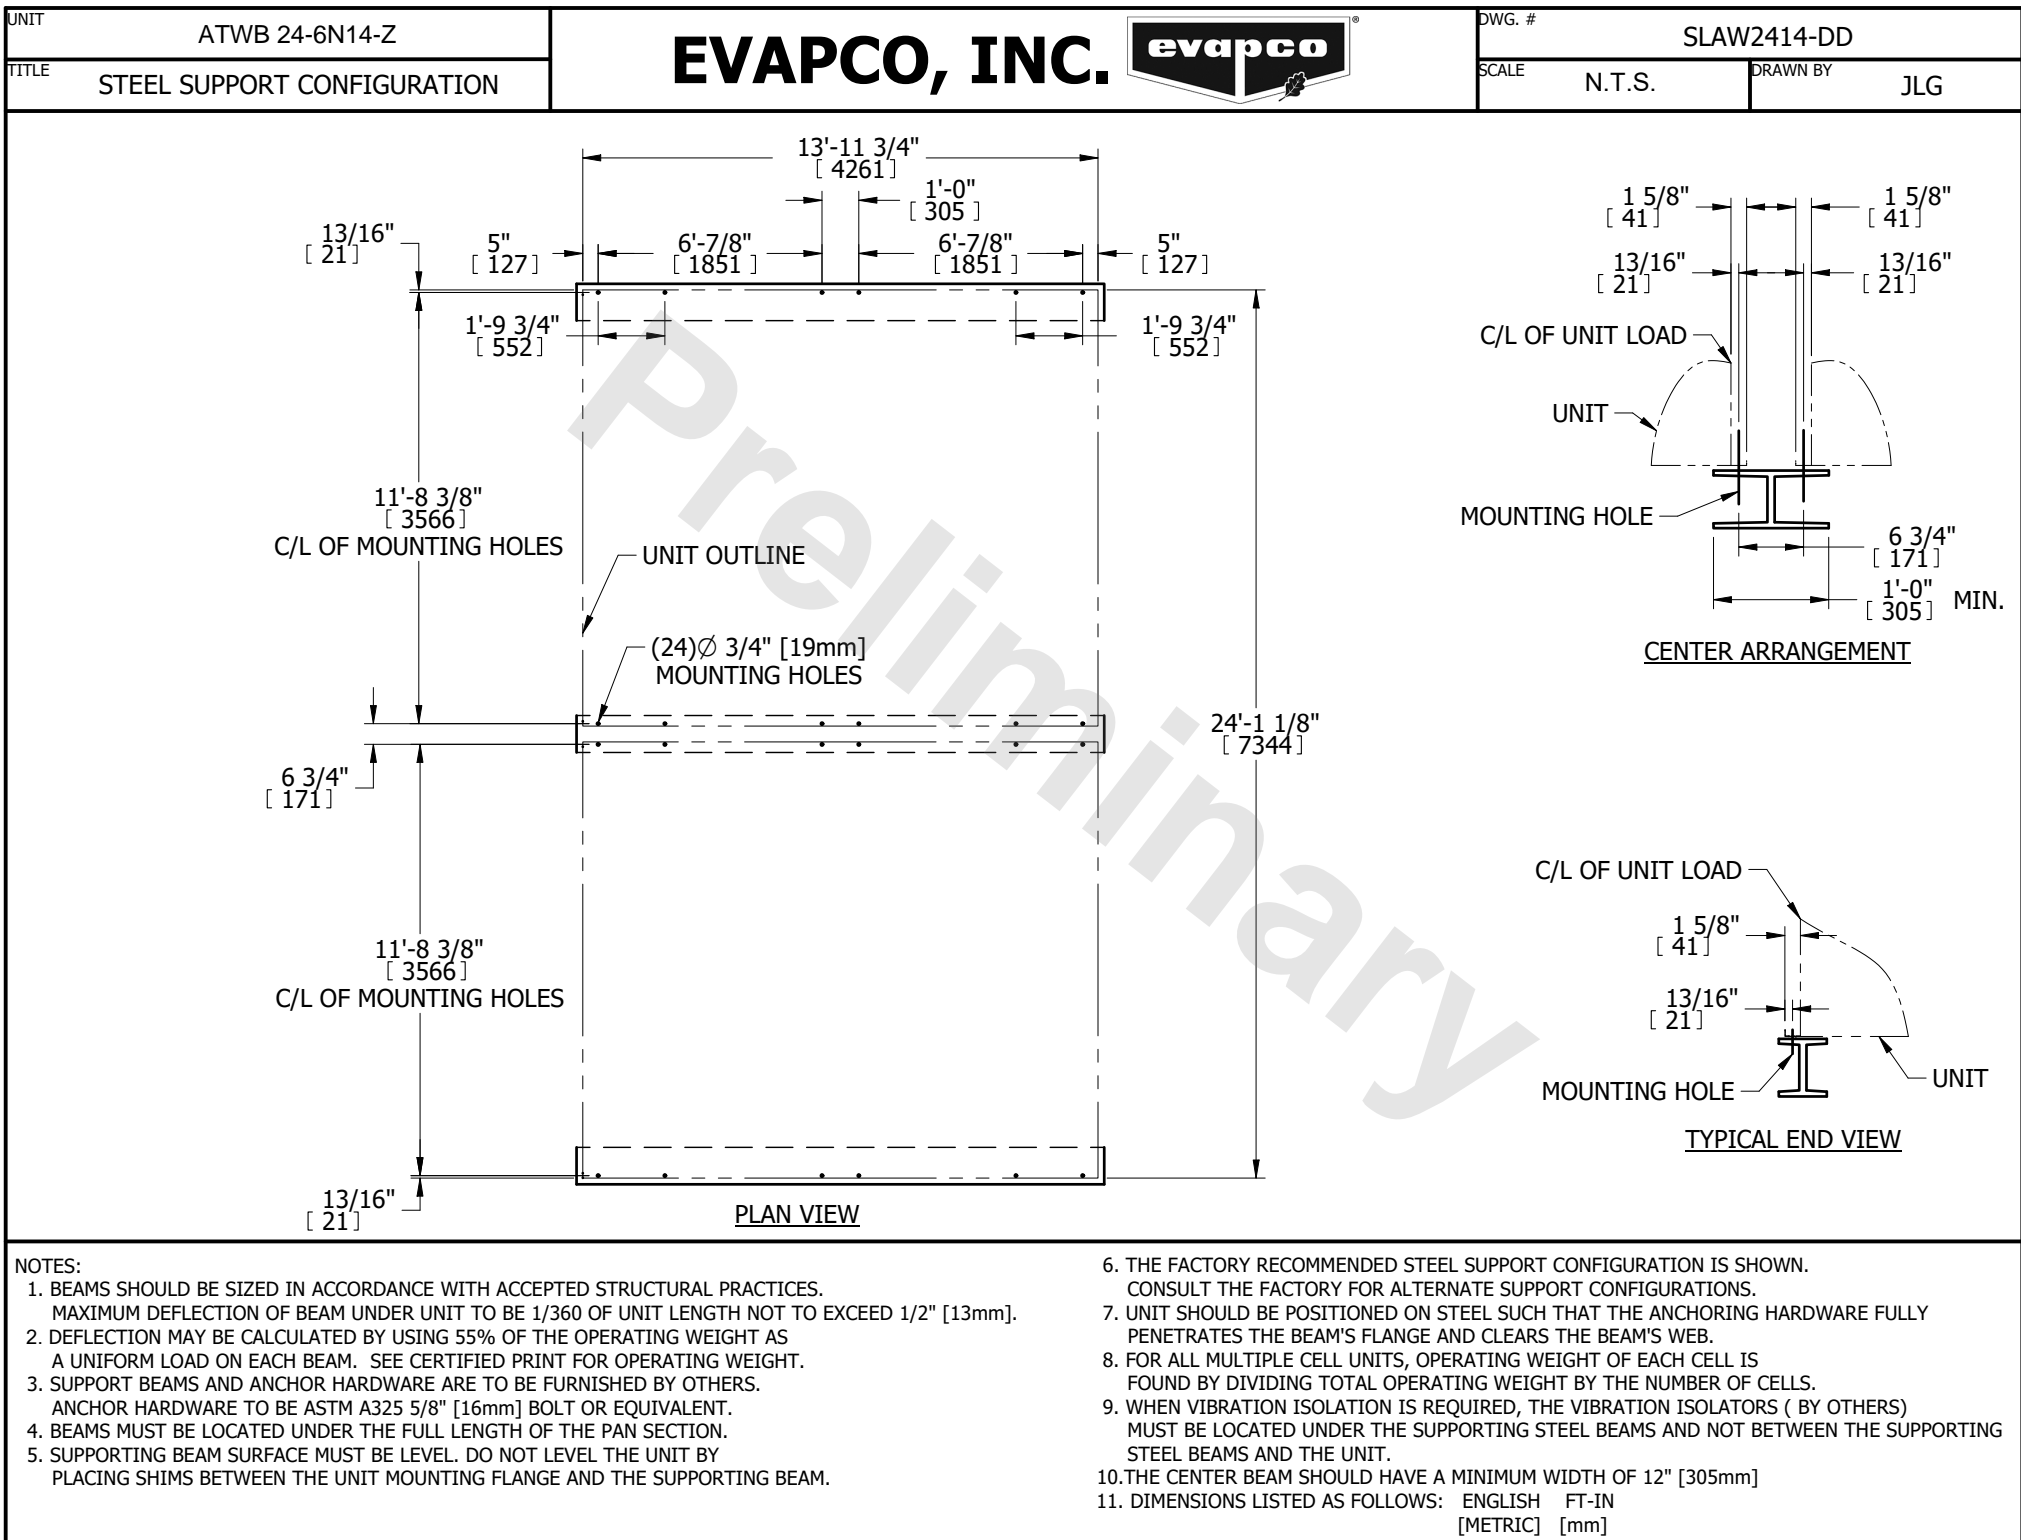 UNIT
ATWB 24-6N14-Z
TITLE
STEEL SUPPORT CONFIGURATION
EVAPCO, INC.
evapco
®
DWG. #
SLAW2414-DD
SCALE
N.T.S.
DRAWN BY
JLG
13'-11 3/4"
[ 4261]
1'-0"
[ 305 ]
13/16"
[ 21]
5"
[ 127]
6'-7/8"
[ 1851 ]
6'-7/8"
[ 1851 ]
5"
[ 127]
1'-9 3/4"
[ 552]
1'-9 3/4"
[ 552]
11'-8 3/8"
[ 3566]
C/L OF MOUNTING HOLES
UNIT OUTLINE
(24)∅ 3/4" [19mm]
MOUNTING HOLES
6 3/4"
[ 171]
24'-1 1/8"
[ 7344]
11'-8 3/8"
[ 3566]
C/L OF MOUNTING HOLES
13/16"
[ 21]
PLAN VIEW
Preliminary
1 5/8"
[ 41]
1 5/8"
[ 41]
13/16"
[ 21]
13/16"
[ 21]
C/L OF UNIT LOAD
UNIT
MOUNTING HOLE
6 3/4"
[ 171]
1'-0"
[ 305] MIN.
CENTER ARRANGEMENT
C/L OF UNIT LOAD
1 5/8"
[ 41]
13/16"
[ 21]
MOUNTING HOLE
UNIT
TYPICAL END VIEW
NOTES:
1. BEAMS SHOULD BE SIZED IN ACCORDANCE WITH ACCEPTED STRUCTURAL PRACTICES.
MAXIMUM DEFLECTION OF BEAM UNDER UNIT TO BE 1/360 OF UNIT LENGTH NOT TO EXCEED 1/2" [13mm].
2. DEFLECTION MAY BE CALCULATED BY USING 55% OF THE OPERATING WEIGHT AS
A UNIFORM LOAD ON EACH BEAM. SEE CERTIFIED PRINT FOR OPERATING WEIGHT.
3. SUPPORT BEAMS AND ANCHOR HARDWARE ARE TO BE FURNISHED BY OTHERS.
ANCHOR HARDWARE TO BE ASTM A325 5/8" [16mm] BOLT OR EQUIVALENT.
4. BEAMS MUST BE LOCATED UNDER THE FULL LENGTH OF THE PAN SECTION.
5. SUPPORTING BEAM SURFACE MUST BE LEVEL. DO NOT LEVEL THE UNIT BY
PLACING SHIMS BETWEEN THE UNIT MOUNTING FLANGE AND THE SUPPORTING BEAM.
6. THE FACTORY RECOMMENDED STEEL SUPPORT CONFIGURATION IS SHOWN.
CONSULT THE FACTORY FOR ALTERNATE SUPPORT CONFIGURATIONS.
7. UNIT SHOULD BE POSITIONED ON STEEL SUCH THAT THE ANCHORING HARDWARE FULLY
PENETRATES THE BEAM'S FLANGE AND CLEARS THE BEAM'S WEB.
8. FOR ALL MULTIPLE CELL UNITS, OPERATING WEIGHT OF EACH CELL IS
FOUND BY DIVIDING TOTAL OPERATING WEIGHT BY THE NUMBER OF CELLS.
9. WHEN VIBRATION ISOLATION IS REQUIRED, THE VIBRATION ISOLATORS ( BY OTHERS)
MUST BE LOCATED UNDER THE SUPPORTING STEEL BEAMS AND NOT BETWEEN THE SUPPORTING
STEEL BEAMS AND THE UNIT.
10.THE CENTER BEAM SHOULD HAVE A MINIMUM WIDTH OF 12" [305mm]
11. DIMENSIONS LISTED AS FOLLOWS: ENGLISH FT-IN
[METRIC] [mm]